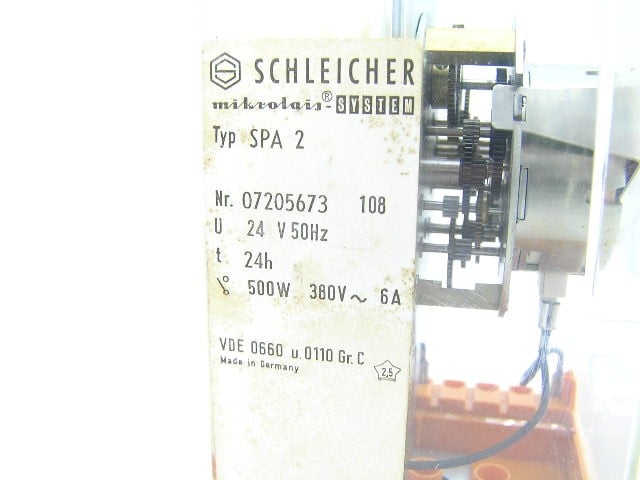 S SCHLEICHER
mikrolais®-SYSTEM
Typ SPA 2
Nr. 07205673 108
U 24 V 50Hz
t 24h
500W 380V~ 6A
VDE 0660 u. 0110 Gr. C
Made in Germany
2,5